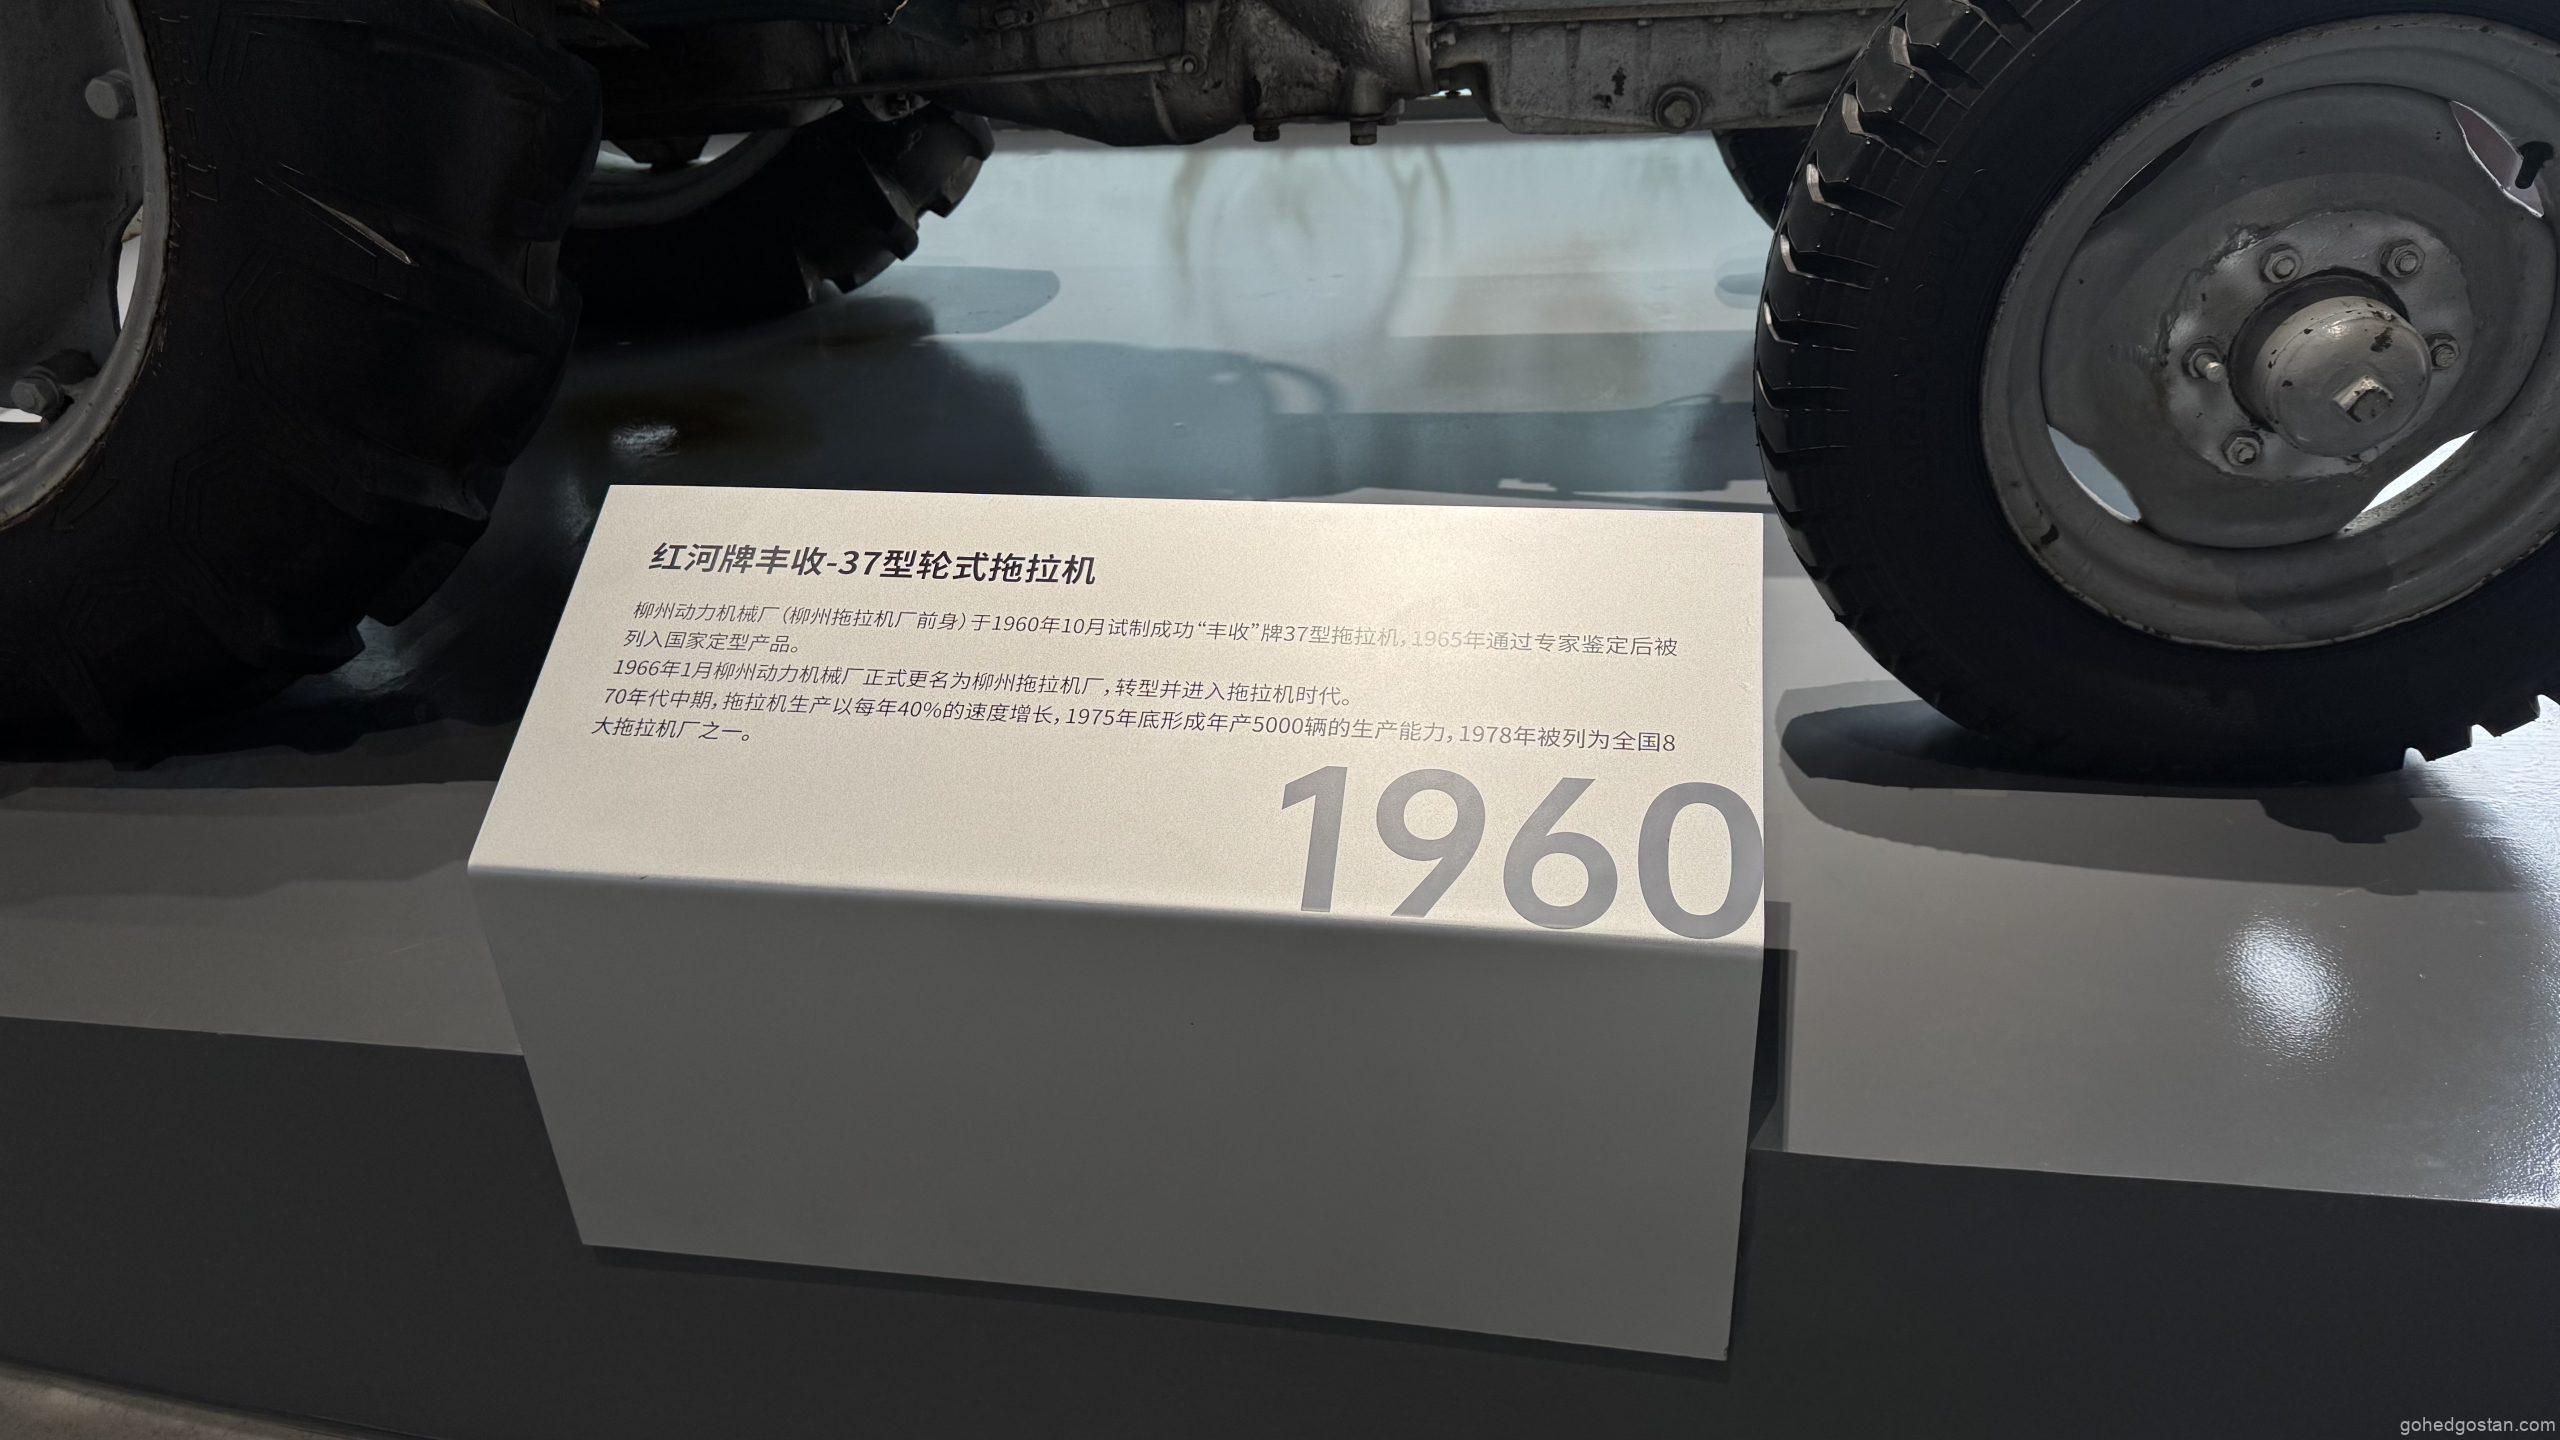 红河牌丰收-37型轮式拖拉机
柳州动力机械厂（柳州拖拉机厂前身）于1960年10月试制成功“丰收”牌37型拖拉机，1965年通过专家鉴定后被
列入国家定型产品。
1966年1月柳州动力机械厂正式更名为柳州拖拉机厂，转型并进入拖拉机时代。
70年代中期，拖拉机生产以每年40%的速度增长，1975年底形成年产5000辆的生产能力，1978年被列为全国8
大拖拉机厂之一。
1960
gohedgostan.com